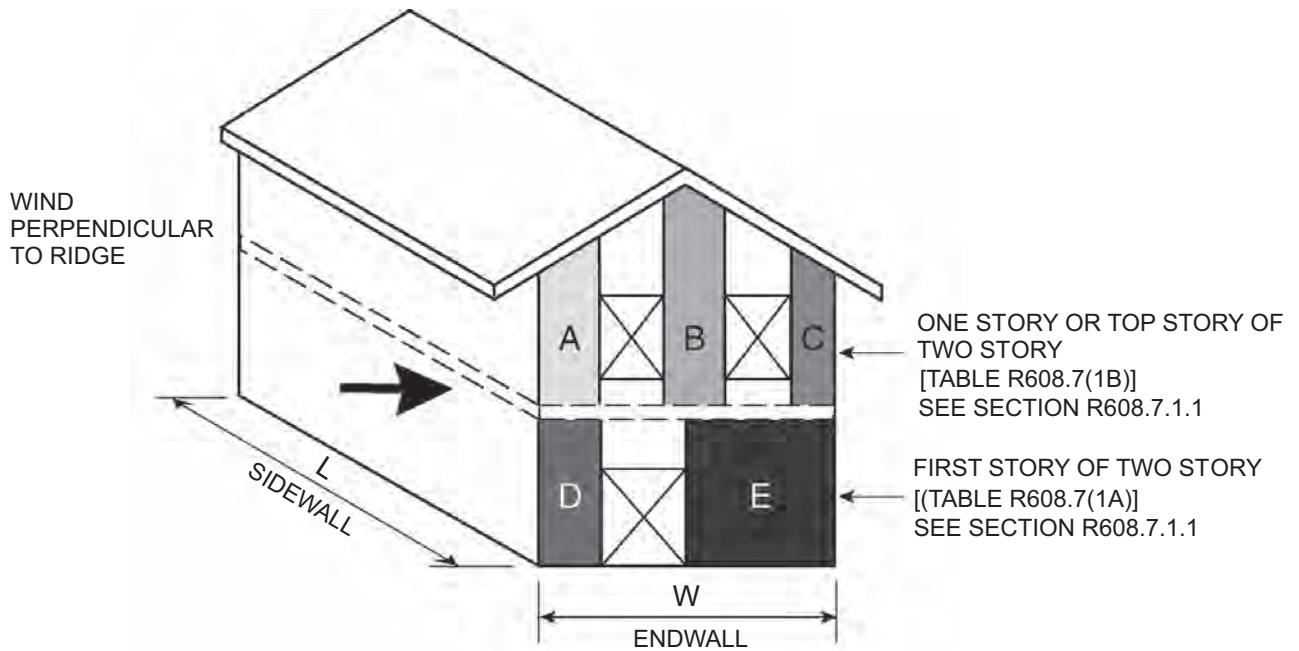 WIND
PERPENDICULAR
TO RIDGE
A
B
C
ONE STORY OR TOP STORY OF
TWO STORY
[TABLE R608.7(1B)]
SEE SECTION R608.7.1.1
D
E
FIRST STORY OF TWO STORY
[(TABLE R608.7(1A)]
SEE SECTION R608.7.1.1
L
SIDEWALL
W
ENDWALL